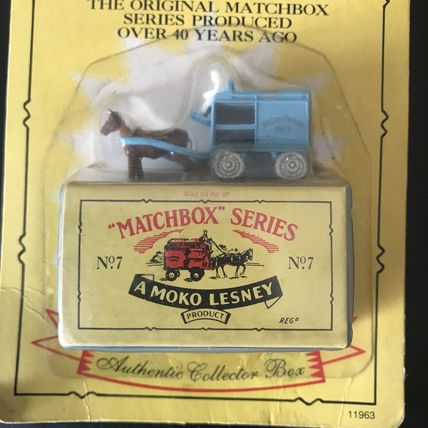 THE ORIGINAL MATCHBOX
SERIES PRODUCED
OVER 40 YEARS AGO
"MATCHBOX" SERIES
No.7
No.7
A MOKO LESNEY
PRODUCT
REGD
Authentic Collector Box
11963